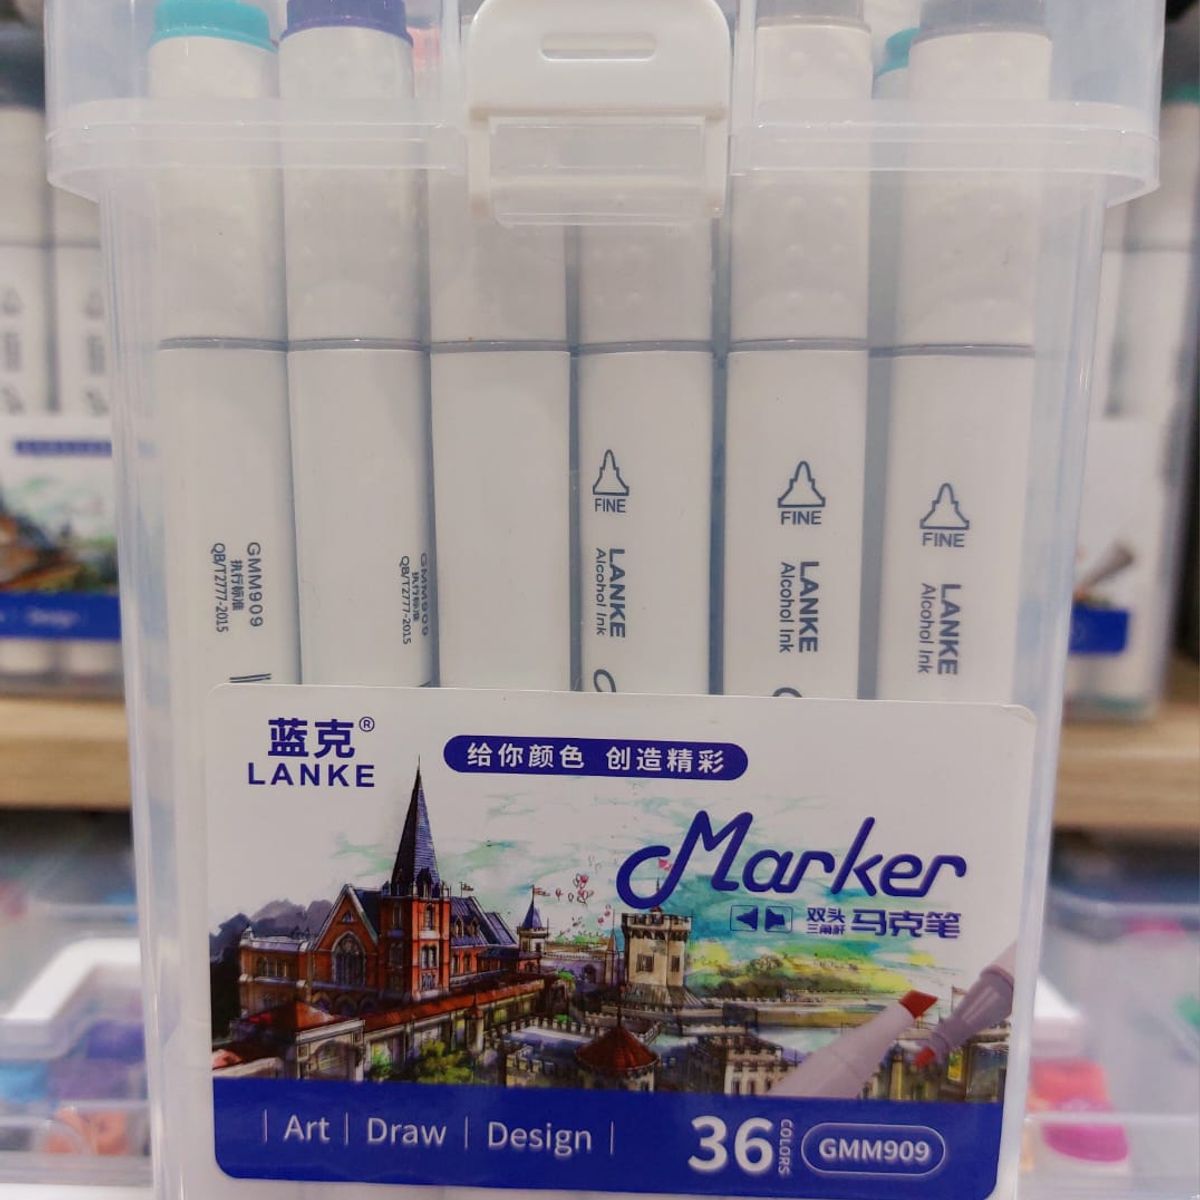 GMM909
执行标准
QB/T2777-2015
GMM909
执行标准
QB/T2777-2015
FINE
LANKE
Alcohol Ink
FINE
LANKE
Alcohol Ink
FINE
LANKE
Alcohol Ink
蓝克®
LANKE
给你颜色 创造精彩
Marker
双头
三角杆
马克笔
| Art | Draw | Design |
36 COLORS
GMM909
Design